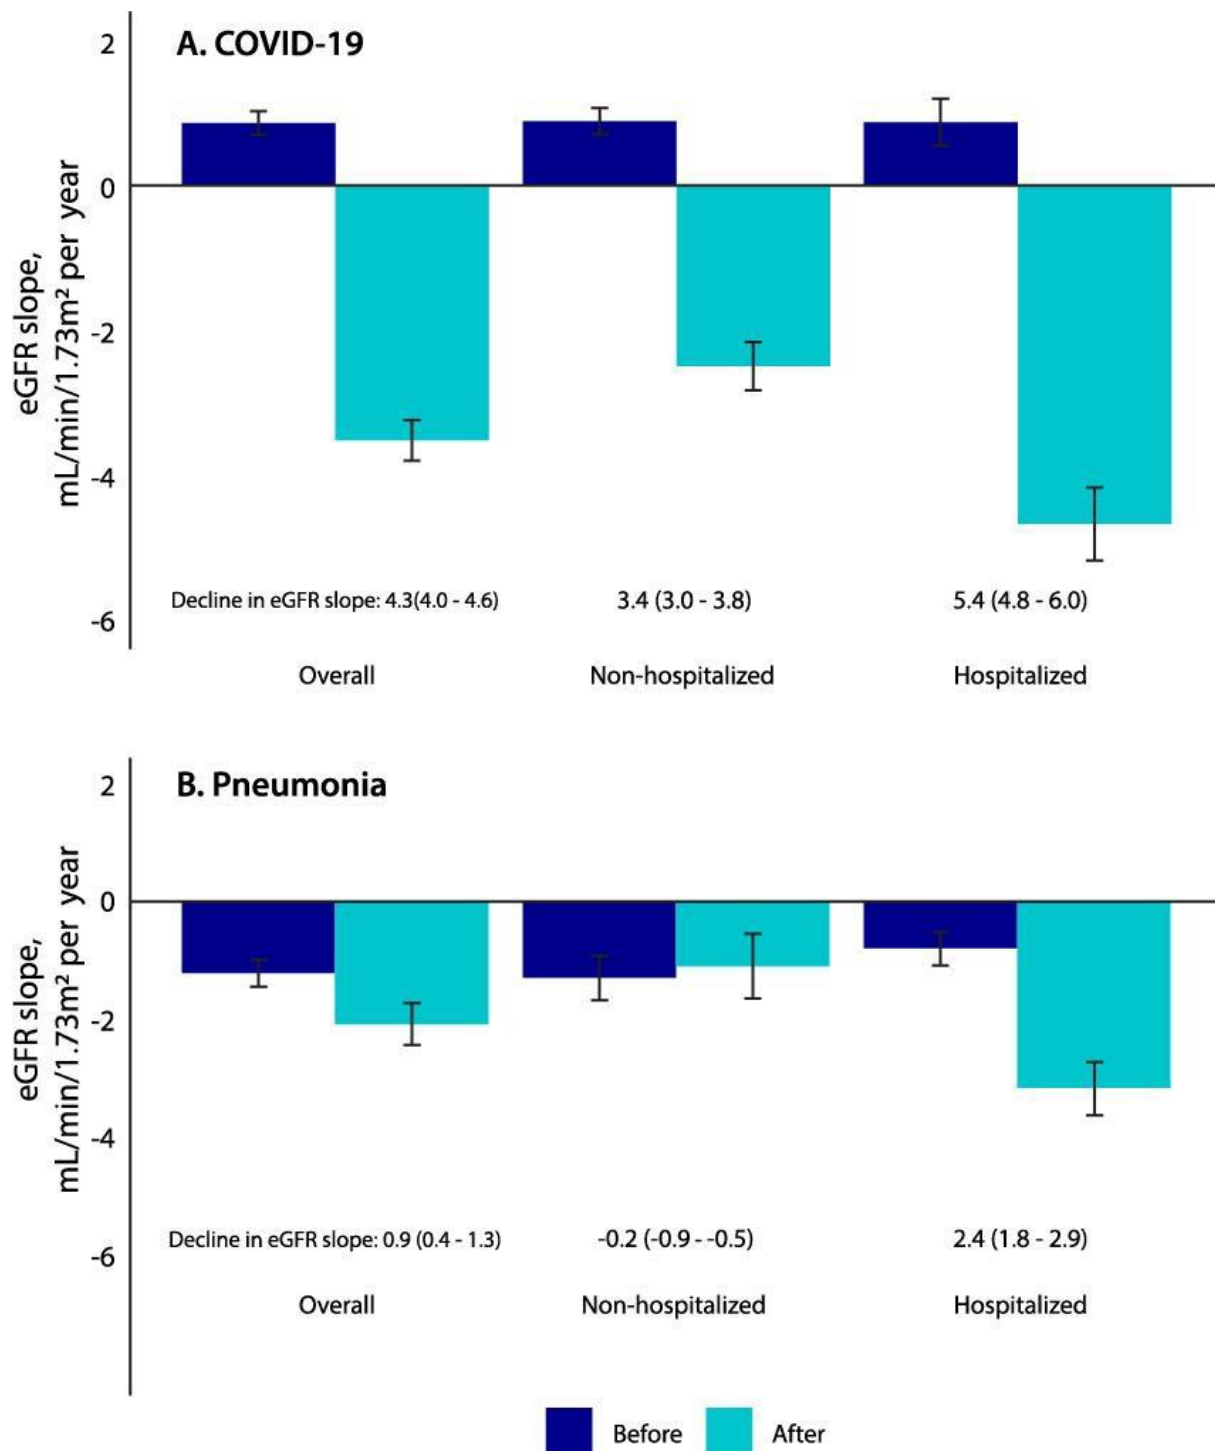 A. COVID-19
2
0
-2
-4
-6
eGFR slope,
mL/min/1.73m² per year
Decline in eGFR slope: 4.3(4.0 - 4.6)
3.4 (3.0 - 3.8)
5.4 (4.8 - 6.0)
Overall
Non-hospitalized
Hospitalized
B. Pneumonia
2
0
-2
-4
-6
eGFR slope,
mL/min/1.73m² per year
Decline in eGFR slope: 0.9 (0.4 - 1.3)
-0.2 (-0.9 - -0.5)
2.4 (1.8 - 2.9)
Overall
Non-hospitalized
Hospitalized
Before
After